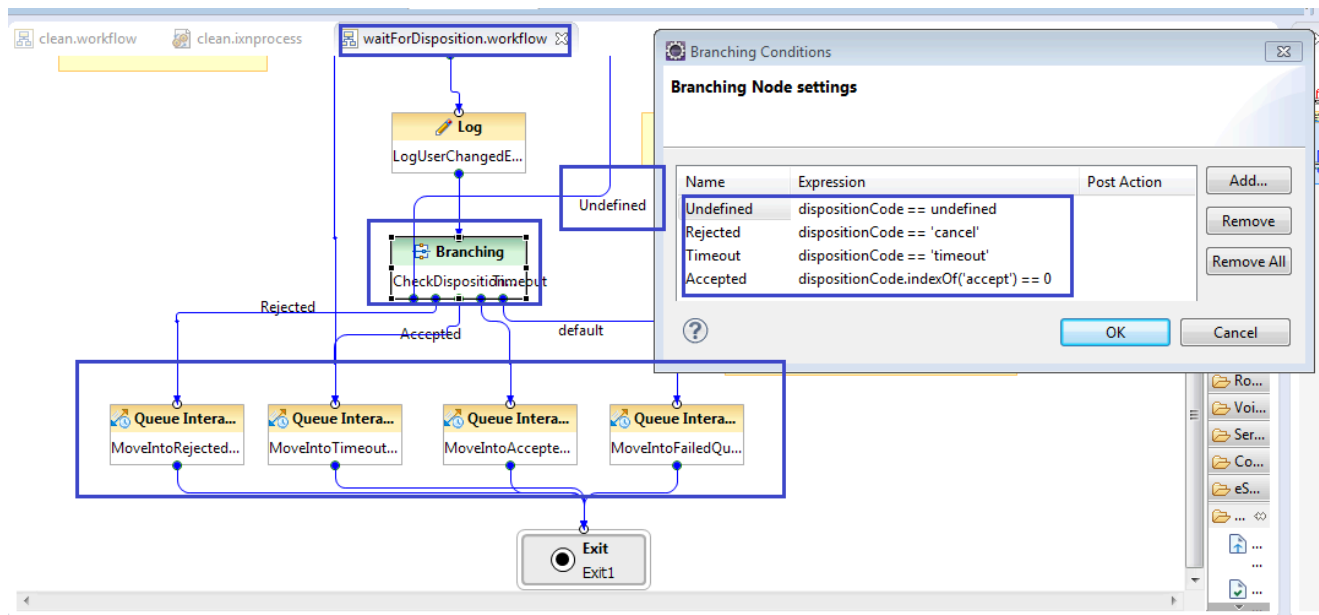 clean.workflow
clean.ixnprocess
waitForDisposition.workflow
Log
LogUserChangedE...
Undefined
Branching
CheckDisposition...
Timeout
Rejected
Accepted
default
Queue Intera...
MoveIntoRejected...
Queue Intera...
MoveIntoTimeout...
Queue Intera...
MoveIntoAccepte...
Queue Intera...
MoveIntoFailedQu...
Exit
Exit1
Branching Conditions
Branching Node settings
Name Expression Post Action
Undefined dispositionCode == undefined
Rejected dispositionCode == 'cancel'
Timeout dispositionCode == 'timeout'
Accepted dispositionCode.indexOf('accept') == 0
Add...
Remove
Remove All
OK
Cancel
Ro...
Voi...
Ser...
Co...
eS...
...
...
...
...